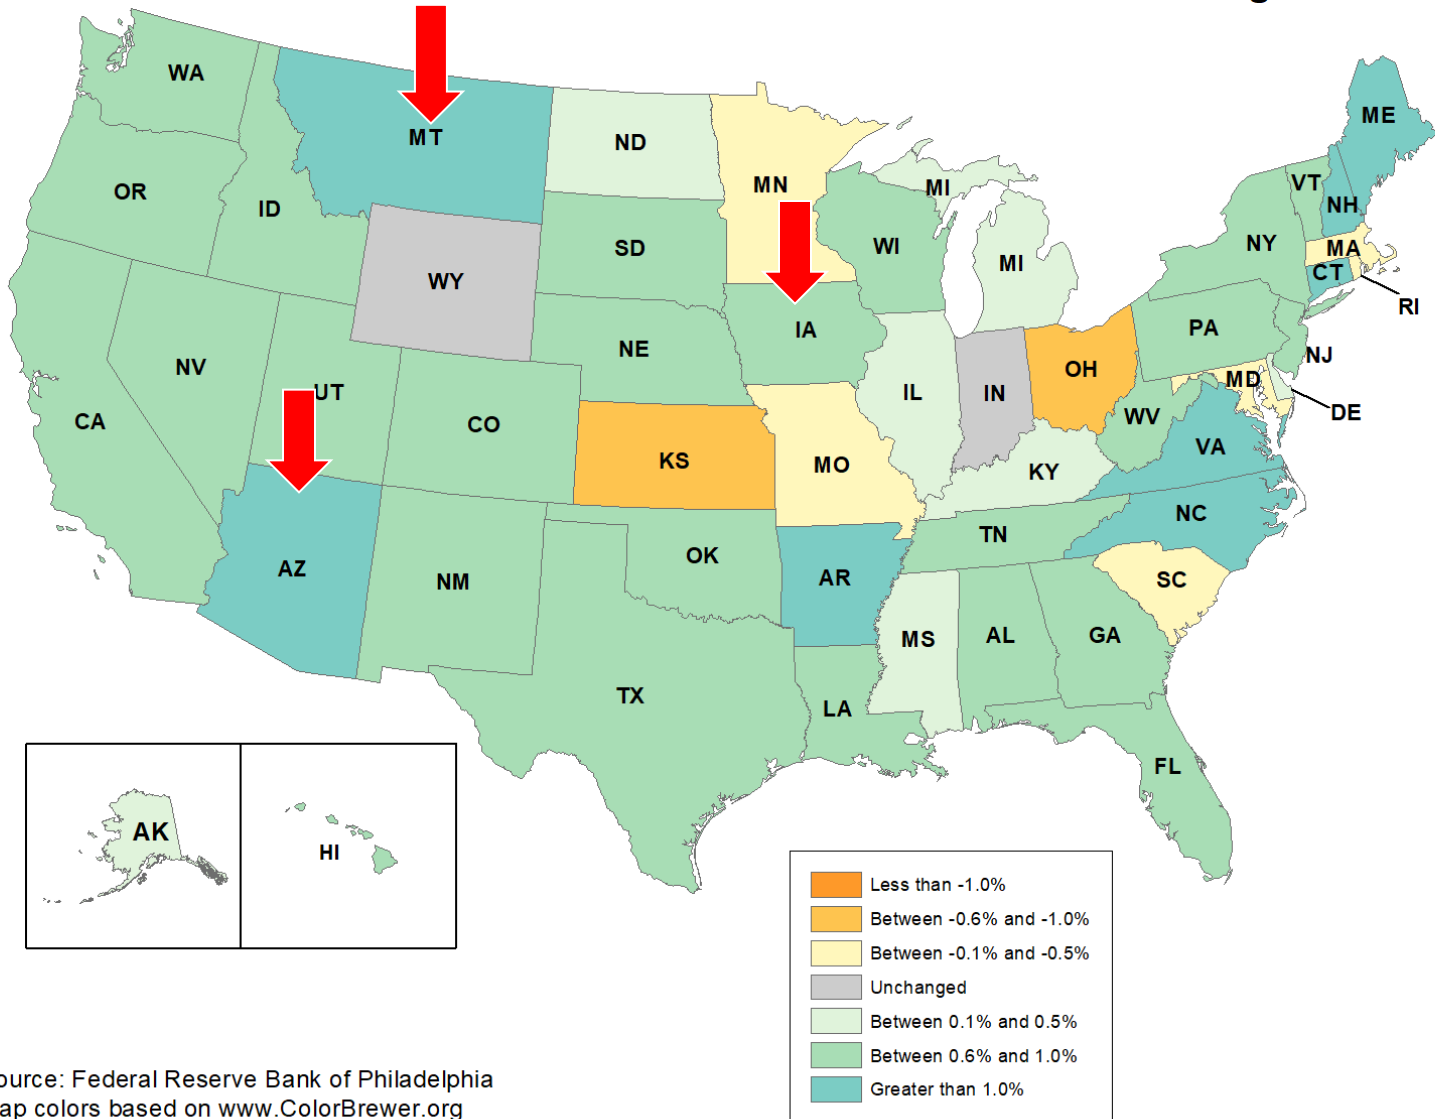 g
WA
MT
ND
MN
MI
ME
OR
ID
SD
WI
MI
VT
NH
NY
MA
CT
RI
WY
IA
NE
PA
NJ
NV
UT
CO
CA
IL
IN
OH
MD
DE
WV
VA
KS
MO
KY
NC
TN
OK
AR
SC
AZ
NM
MS
AL
GA
TX
LA
FL
AK
HI
Less than -1.0%
Between -0.6% and -1.0%
Between -0.1% and -0.5%
Unchanged
Between 0.1% and 0.5%
Between 0.6% and 1.0%
Greater than 1.0%
ource: Federal Reserve Bank of Philadelphia
ap colors based on www.ColorBrewer.org